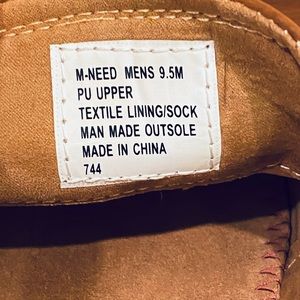 M-NEED MENS 9.5M
PU UPPER
TEXTILE LINING/SOCK
MAN MADE OUTSOLE
MADE IN CHINA
744